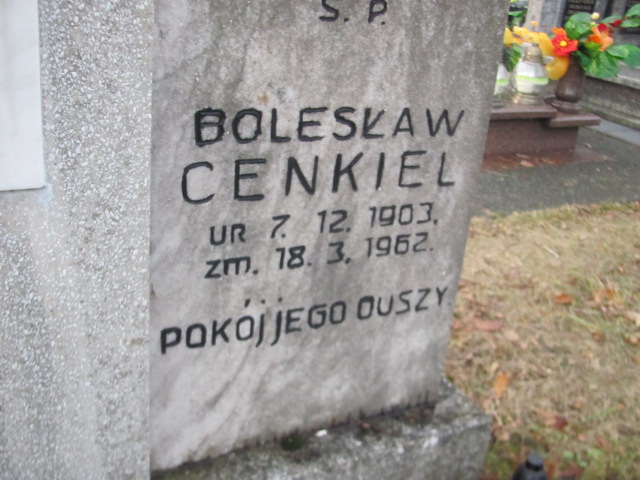 Ś. P.
BOLESŁAW
CENKIEL
UR 7. 12. 1903.
zm. 18. 3. 1962.
POKÓJ JEGO DUSZY